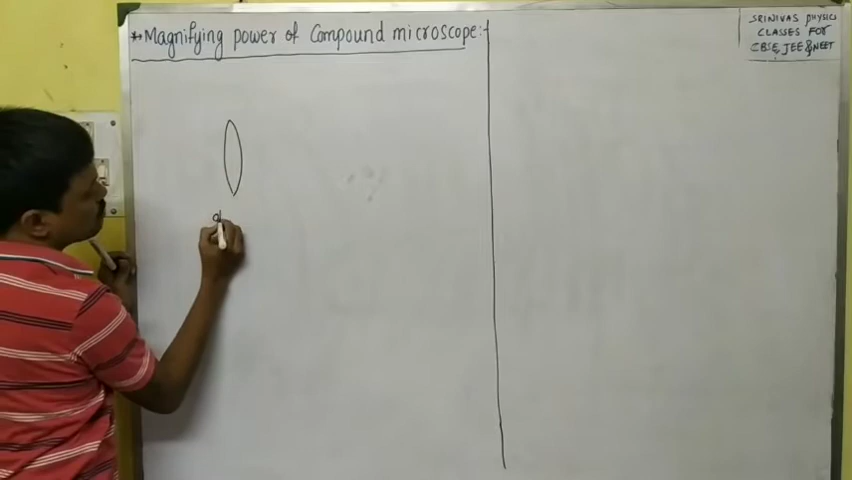 ** Magnifying power of Compound microscope:-
SRINIVAS PHYSICS
CLASSES FOR
CBSE, JEE & NEET